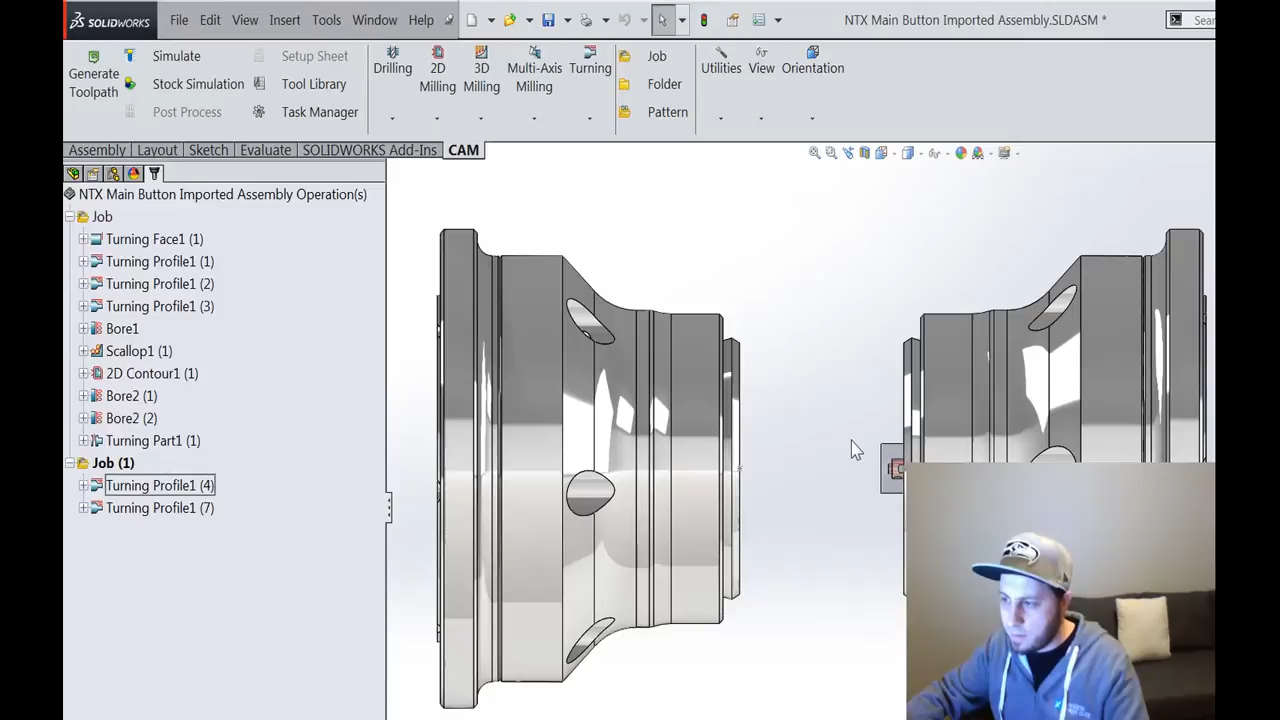 SOLIDWORKS File Edit View Insert Tools Window Help NTX Main Button Imported Assembly.SLDASM * Sear
Generate Toolpath
Simulate
Stock Simulation
Post Process
Setup Sheet
Tool Library
Task Manager
Drilling
2D Milling
3D Milling
Multi-Axis Milling
Turning
Job
Folder
Pattern
Utilities
View
Orientation
Assembly Layout Sketch Evaluate SOLIDWORKS Add-Ins CAM
NTX Main Button Imported Assembly Operation(s)
Job
Turning Face1 (1)
Turning Profile1 (1)
Turning Profile1 (2)
Turning Profile1 (3)
Bore1
Scallop1 (1)
2D Contour1 (1)
Bore2 (1)
Bore2 (2)
Turning Part1 (1)
Job (1)
Turning Profile1 (4)
Turning Profile1 (7)